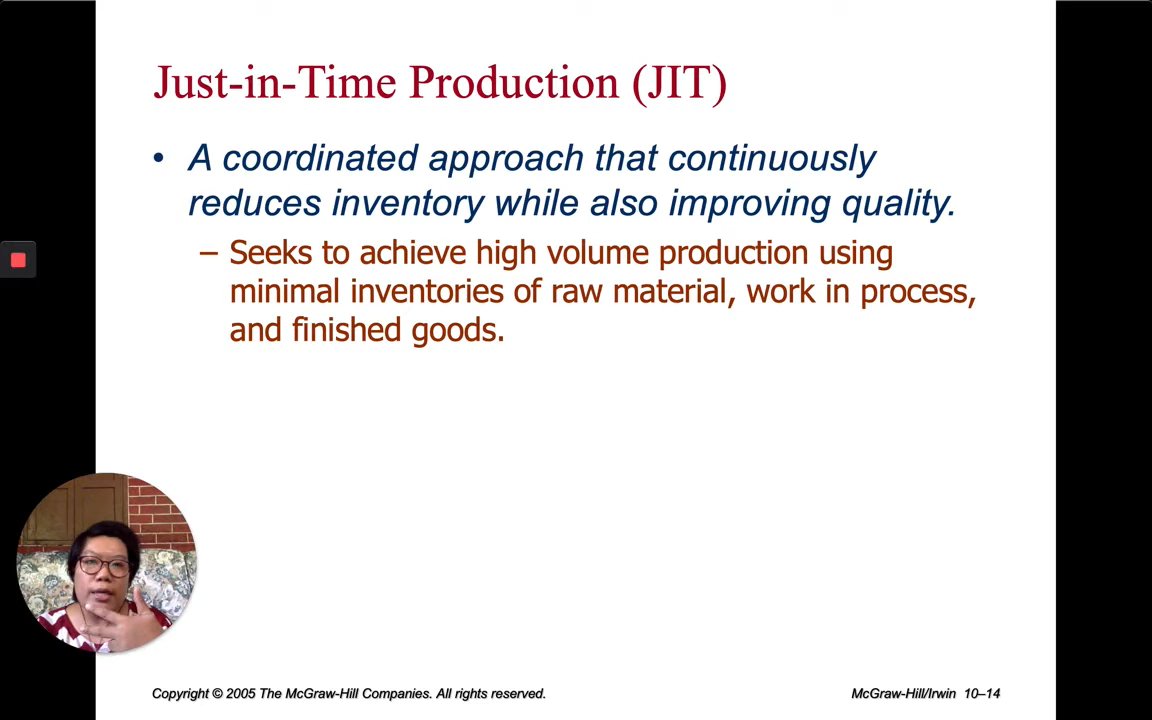 Just-in-Time Production (JIT)
• A coordinated approach that continuously
reduces inventory while also improving quality.
– Seeks to achieve high volume production using
minimal inventories of raw material, work in process,
and finished goods.
Copyright © 2005 The McGraw-Hill Companies. All rights reserved.
McGraw-Hill/Irwin 10–14